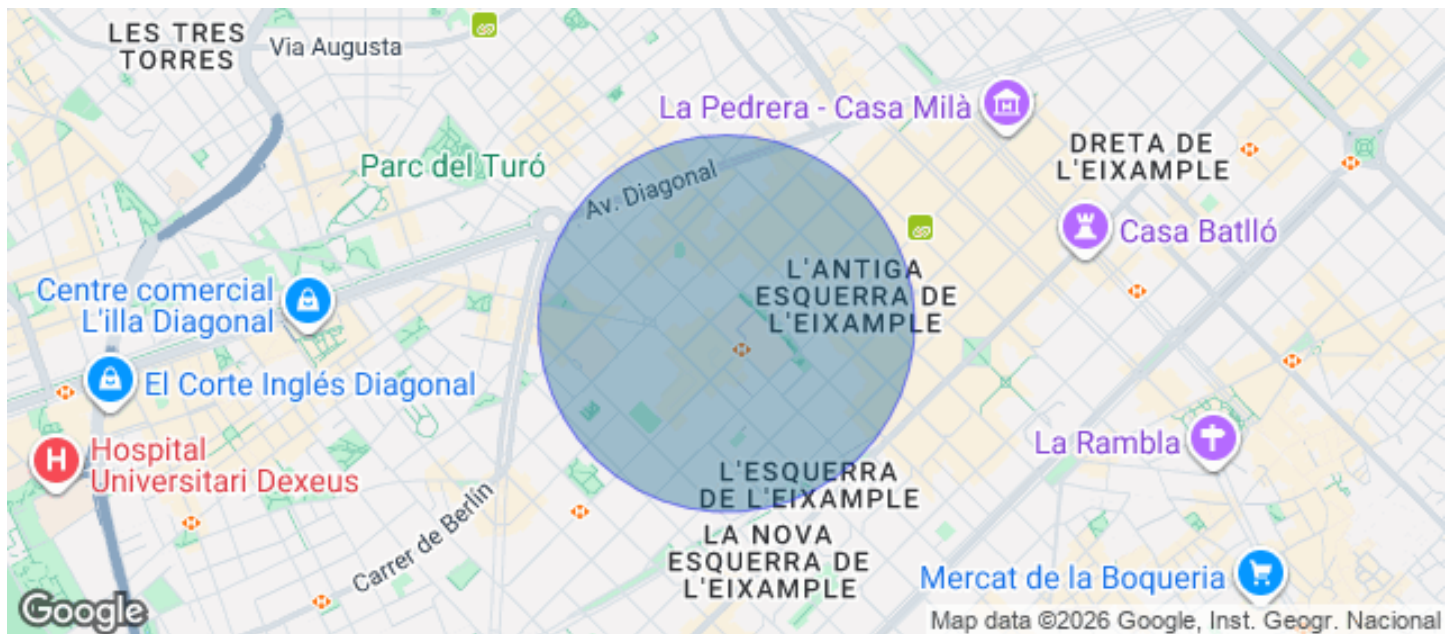 LES TRES
TORRES
Via Augusta
La Pedrera - Casa Milà
DRETA DE
L'EIXAMPLE
Parc del Turó
Av. Diagonal
Casa Batlló
L'ANTIGA
ESQUERRA DE
L'EIXAMPLE
Centre comercial
L'illa Diagonal
El Corte Inglés Diagonal
H
Hospital
Universitari Dexeus
La Rambla
L'ESQUERRA
DE L'EIXAMPLE
Carrer de Berlín
LA NOVA
ESQUERRA DE
L'EIXAMPLE
Mercat de la Boqueria
Google
Map data ©2026 Google, Inst. Geogr. Nacional